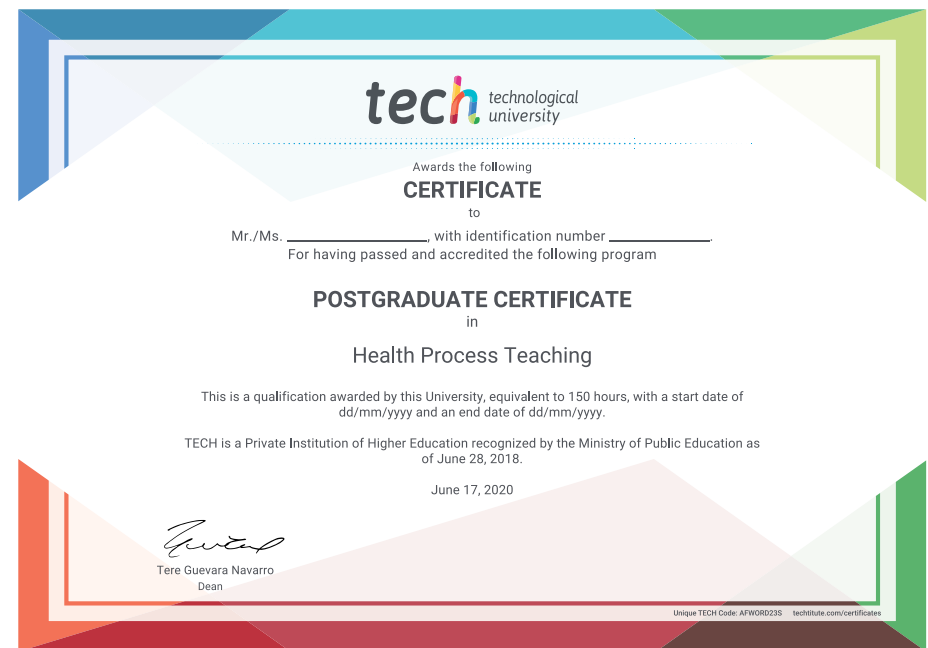 tech technological
university
Awards the following
CERTIFICATE
to
Mr./Ms. ____________________, with identification number ______________.
For having passed and accredited the following program
POSTGRADUATE CERTIFICATE
in
Health Process Teaching
This is a qualification awarded by this University, equivalent to 150 hours, with a start date of
dd/mm/yyyy and an end date of dd/mm/yyyy.
TECH is a Private Institution of Higher Education recognized by the Ministry of Public Education as
of June 28, 2018.
June 17, 2020
Tere Guevara Navarro
Dean
Unique TECH Code: AFWORD23S techtitute.com/certificates